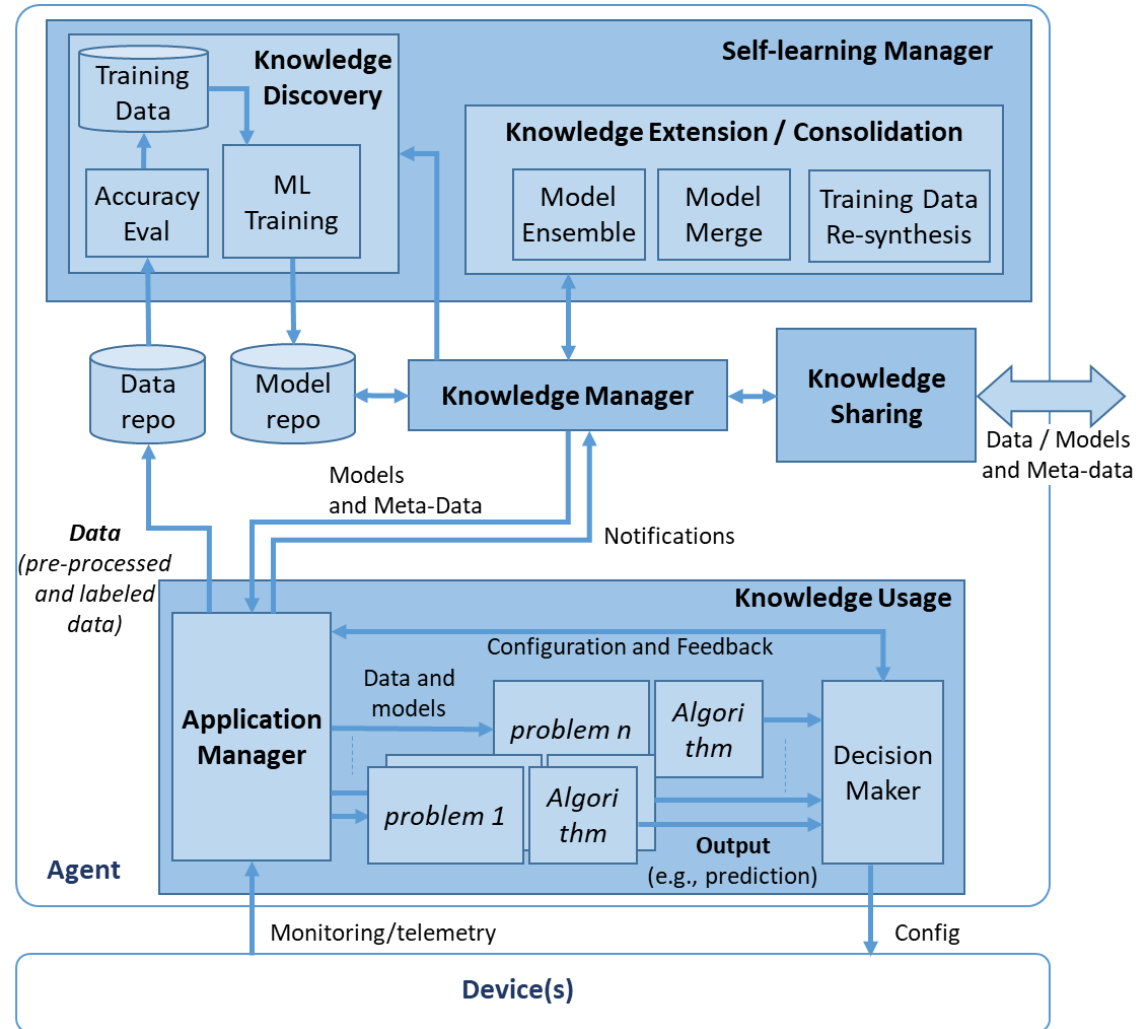 Self-learning Manager
Knowledge
Discovery
Training
Data
Accuracy
Eval
ML
Training
Knowledge Extension / Consolidation
Model
Ensemble
Model
Merge
Training Data
Re-synthesis
Data
repo
Model
repo
Knowledge Manager
Knowledge
Sharing
Data / Models
and Meta-data
Models
and Meta-Data
Notifications
Data
(pre-processed
and labeled
data)
Knowledge Usage
Configuration and Feedback
Application
Manager
Data and
models
problem n
Algori
thm
problem 1
Algori
thm
Decision
Maker
Output
(e.g., prediction)
Agent
Monitoring/telemetry
Config
Device(s)